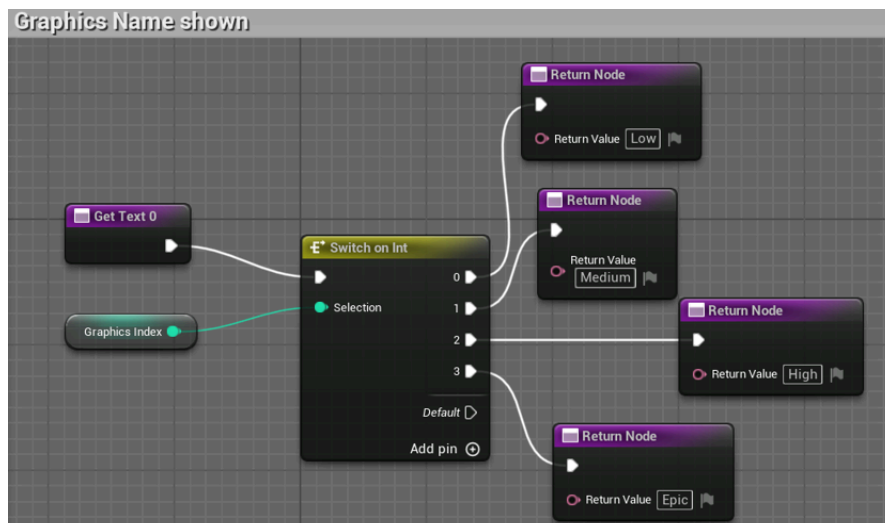 Graphics Name shown
Get Text 0
Graphics Index
Switch on Int
Selection
0
1
2
3
Default
Add pin
Return Node
Return Value Low
Return Node
Return Value
Medium
Return Node
Return Value High
Return Node
Return Value Epic